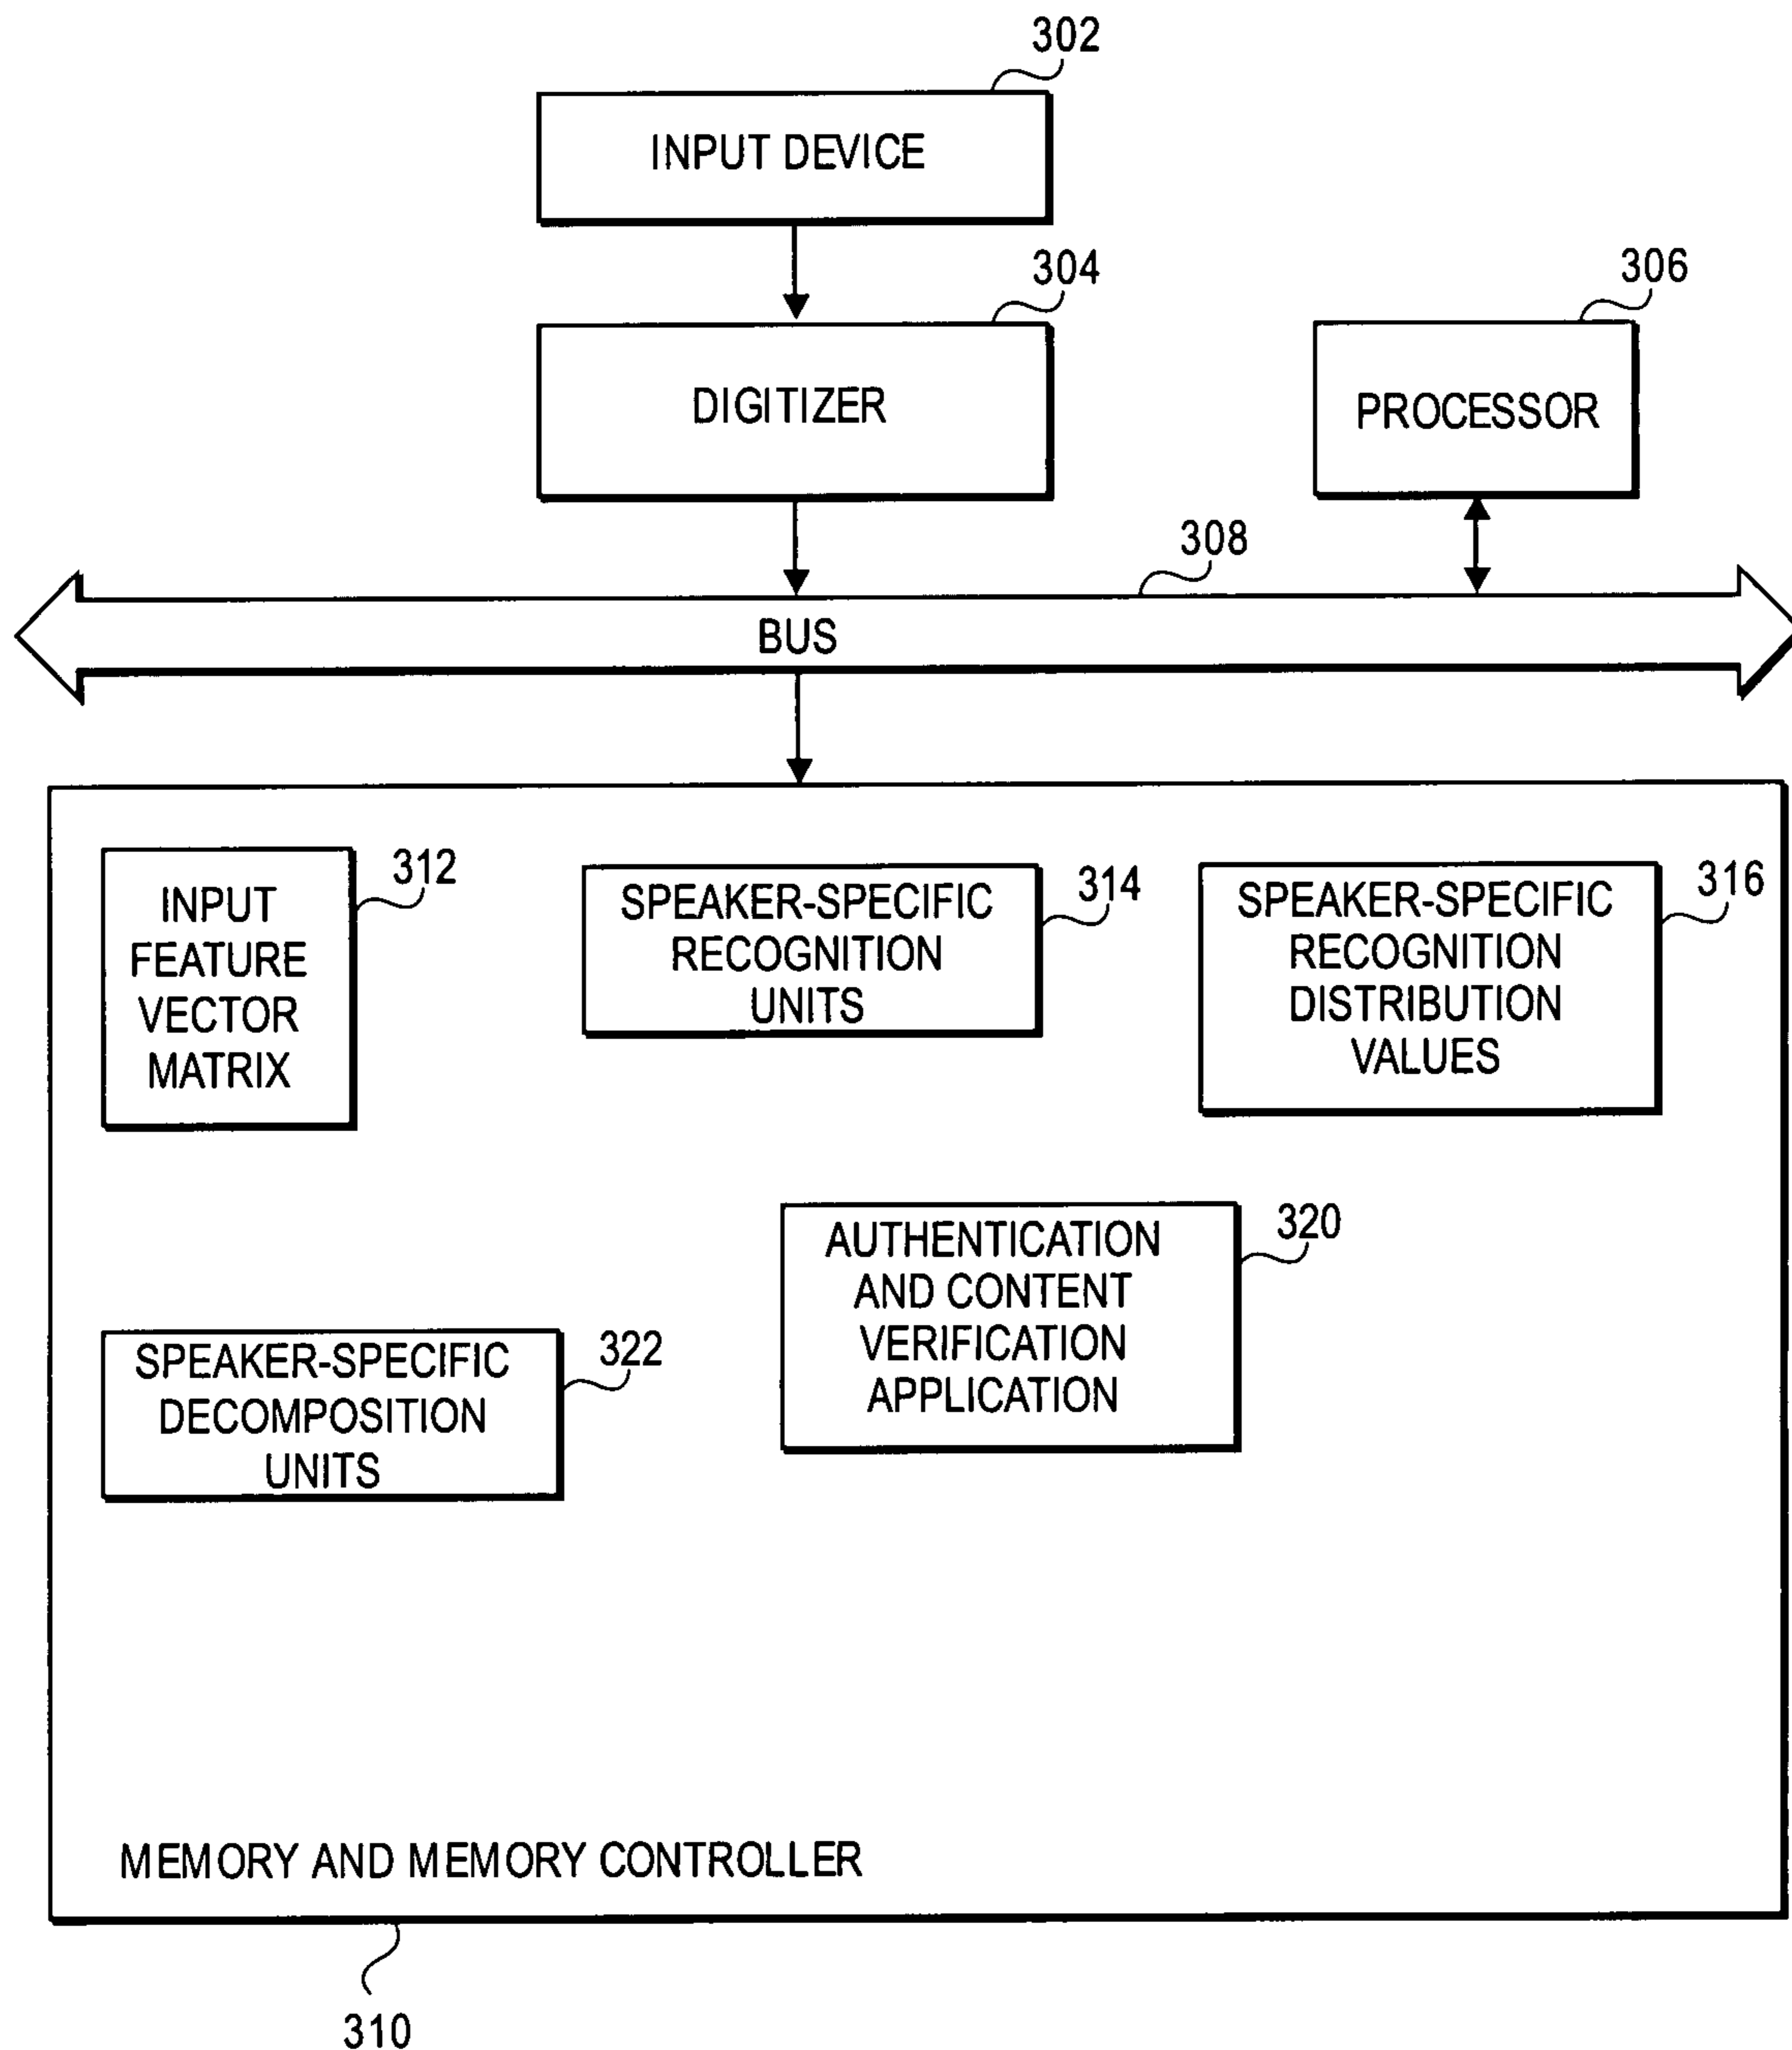 302
INPUT DEVICE
304
DIGITIZER
306
PROCESSOR
308
BUS
312
INPUT
FEATURE
VECTOR
MATRIX
314
SPEAKER-SPECIFIC
RECOGNITION
UNITS
316
SPEAKER-SPECIFIC
RECOGNITION
DISTRIBUTION
VALUES
320
AUTHENTICATION
AND CONTENT
VERIFICATION
APPLICATION
322
SPEAKER-SPECIFIC
DECOMPOSITION
UNITS
MEMORY AND MEMORY CONTROLLER
310